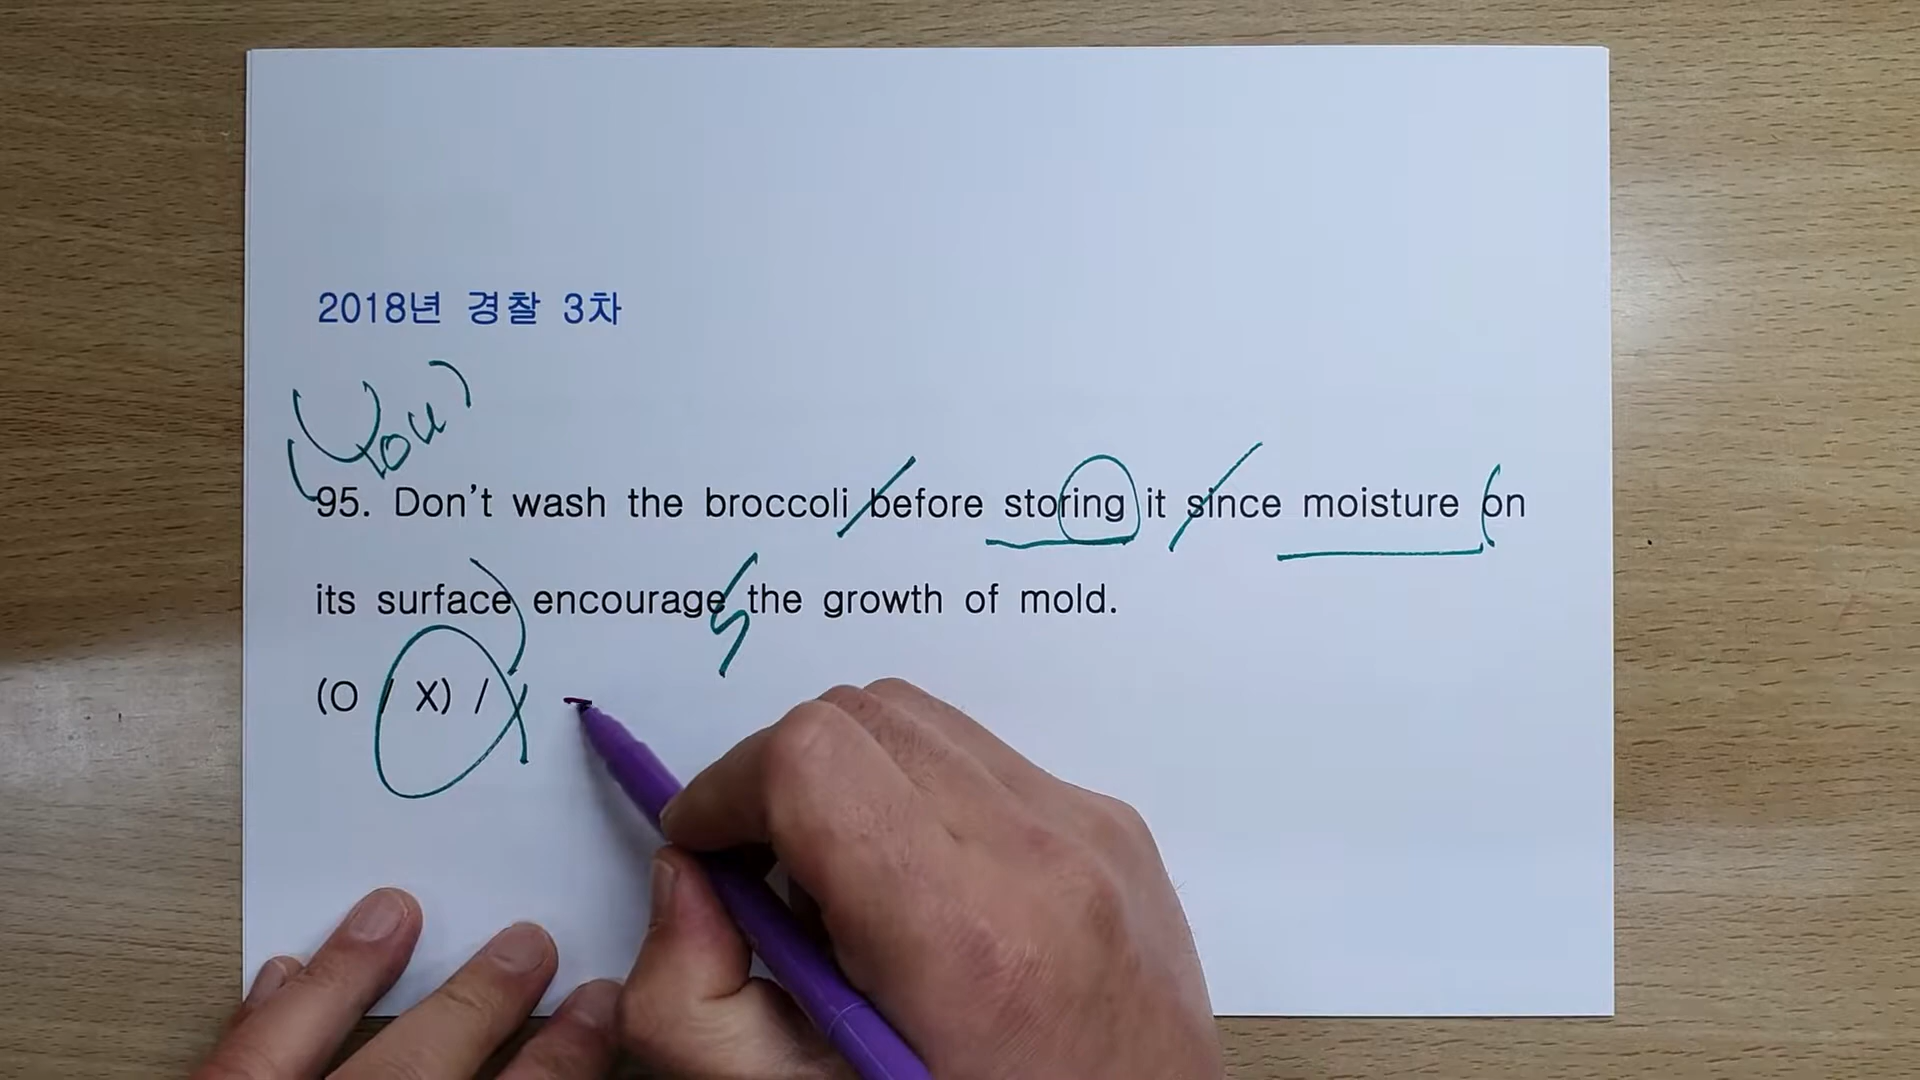 2018년 경찰 3차
(You)
95. Don't wash the broccoli before storing it since moisture on
its surface encourage the growth of mold.
s
(O / X) /